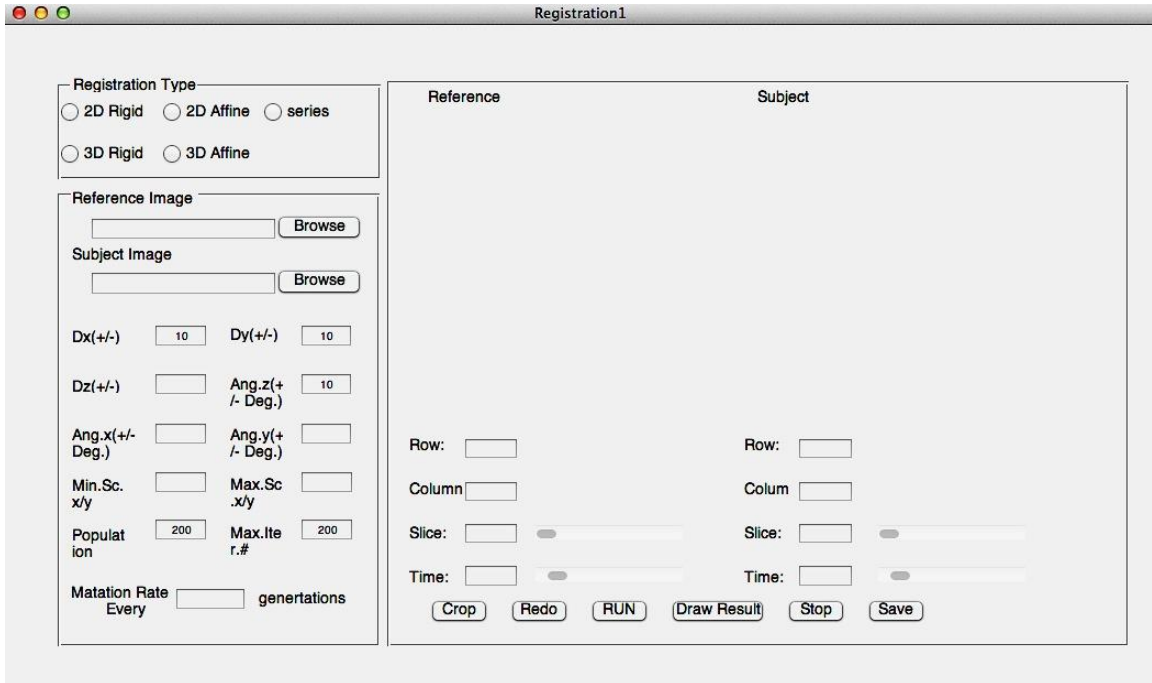 Registration1
Registration Type
2D Rigid 2D Affine series
3D Rigid 3D Affine
Reference Image
Browse
Subject Image
Browse
Dx(+/-) 10 Dy(+/-) 10
Dz(+/-) Ang.z(+
/- Deg.) 10
Ang.x(+/-
Deg.) Ang.y(+
/- Deg.)
Min.Sc.
x/y Max.Sc
.x/y
Populat
ion 200 Max.Ite
r.# 200
Matation Rate
Every genertations
Reference Subject
Row: Row:
Column Colum
Slice: Slice:
Time: Time:
Crop Redo RUN Draw Result Stop Save